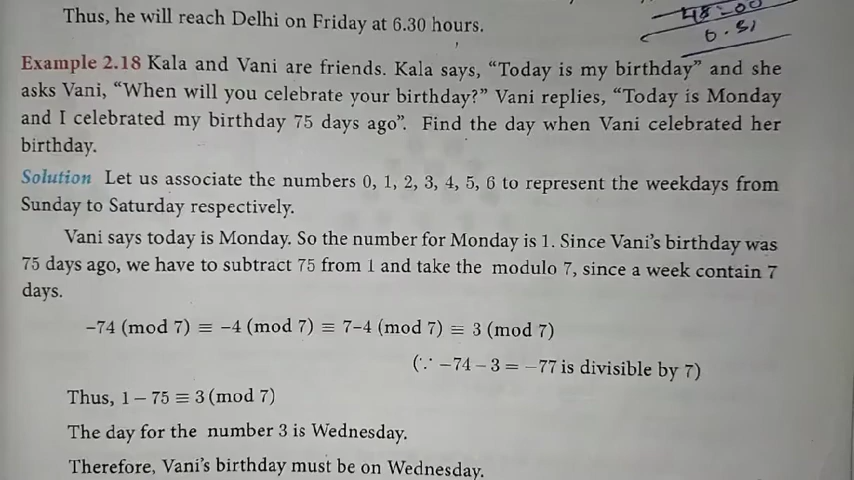 Thus, he will reach Delhi on Friday at 6.30 hours.
48-00
6.31
Example 2.18 Kala and Vani are friends. Kala says, “Today is my birthday” and she
asks Vani, “When will you celebrate your birthday?” Vani replies, “Today is Monday
and I celebrated my birthday 75 days ago”. Find the day when Vani celebrated her
birthday.
Solution Let us associate the numbers 0, 1, 2, 3, 4, 5, 6 to represent the weekdays from
Sunday to Saturday respectively.
Vani says today is Monday. So the number for Monday is 1. Since Vani’s birthday was
75 days ago, we have to subtract 75 from 1 and take the modulo 7, since a week contain 7
days.
–74 (mod 7) ≡ –4 (mod 7) ≡ 7–4 (mod 7) ≡ 3 (mod 7)
(∵ –74 – 3 = –77 is divisible by 7)
Thus, 1 – 75 ≡ 3 (mod 7)
The day for the number 3 is Wednesday.
Therefore, Vani’s birthday must be on Wednesday.